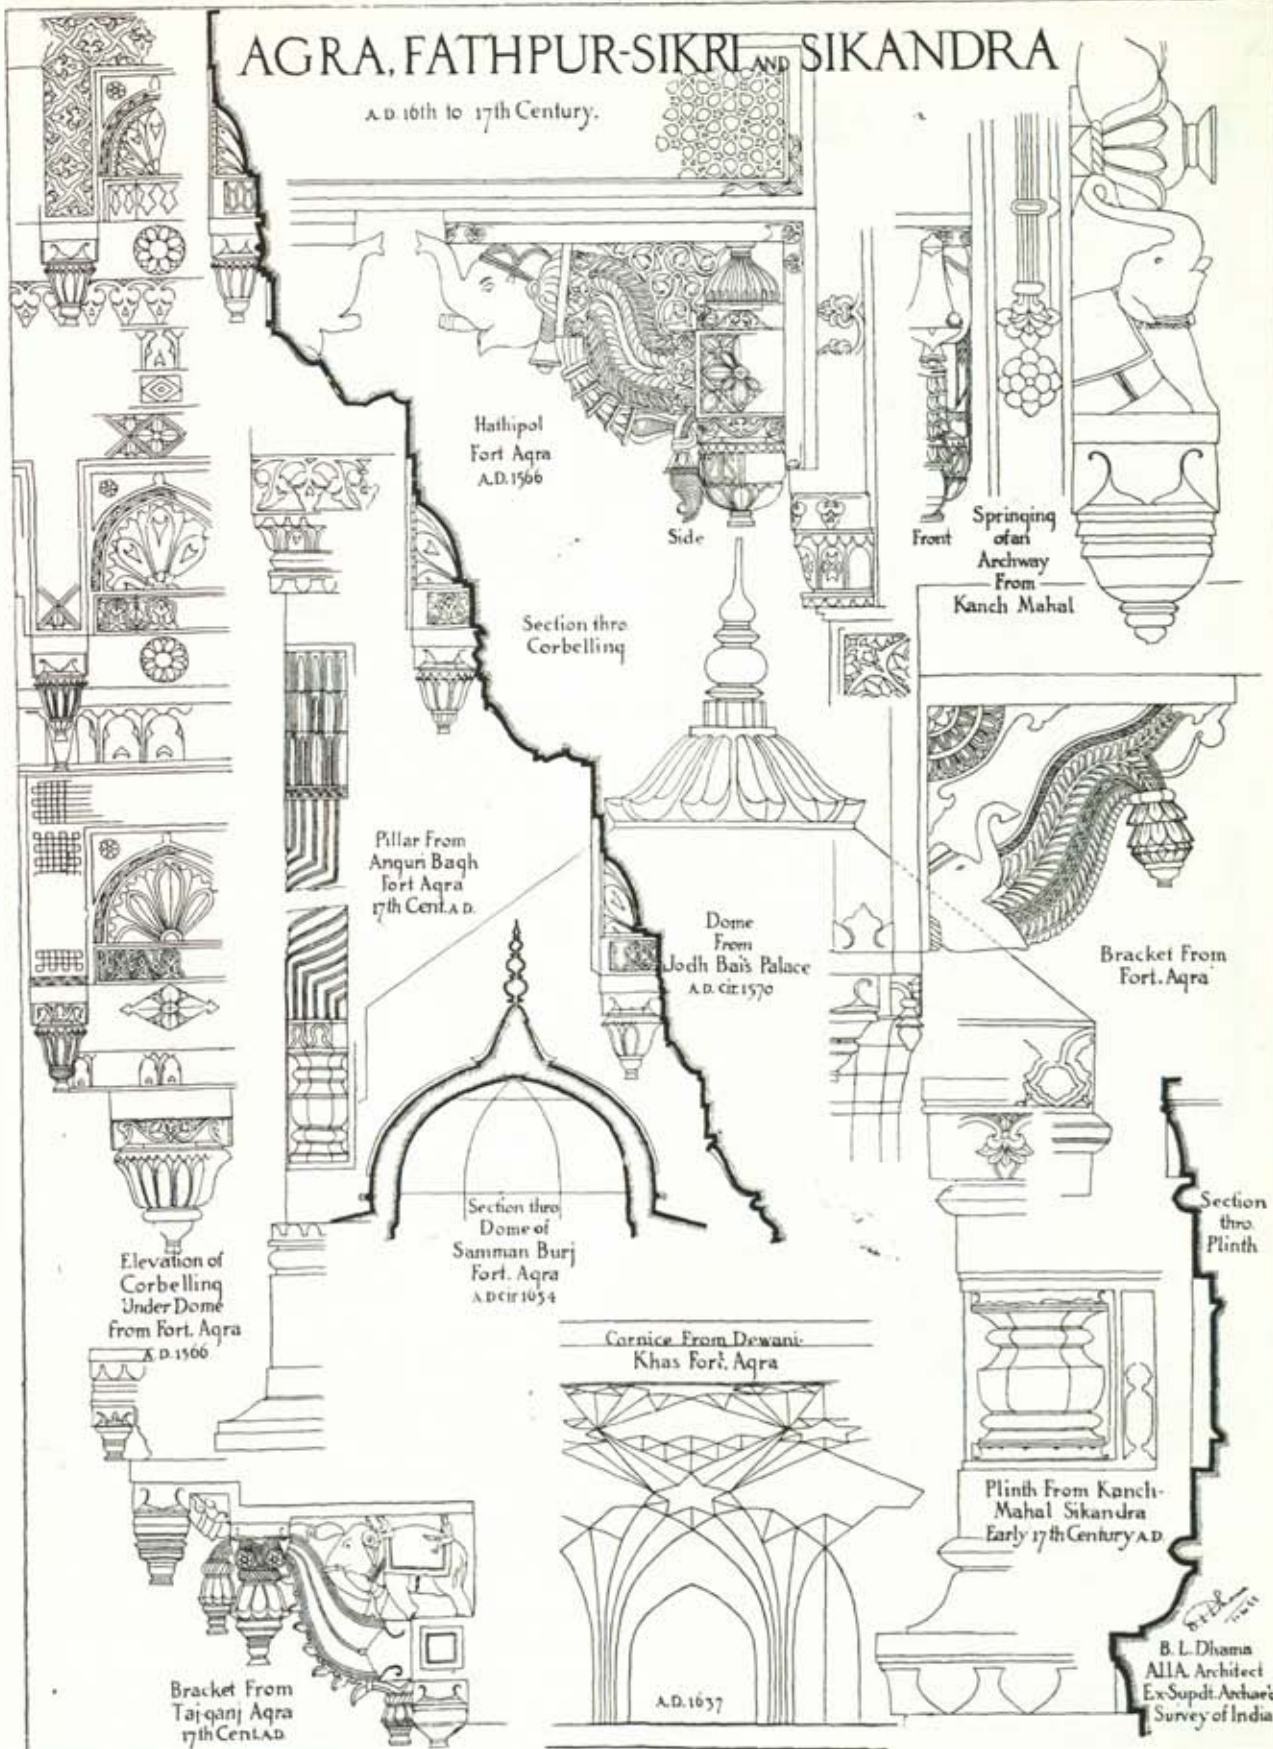 AGRA, FATHPUR-SIKRI AND SIKANDRA
A.D. 16th to 17th Century.
Hathipol
Fort Agra
A.D. 1566
Side
Front
Springing
of an
Archway
From
Kanch Mahal
Section thro
Corbelling
Pillar From
Anguri Bagh
Fort Agra
17th Cent. A.D.
Dome
From
Jodh Bai's Palace
A.D. cir. 1570
Bracket From
Fort. Agra
Section thro
Dome of
Samman Burj
Fort. Agra
A.D cir 1654
Section
thro
Plinth
Elevation of
Corbelling
Under Dome
from Fort. Agra
A.D. 1566
Cornice From Dewani-
Khas Fort, Agra
A.D. 1637
Plinth From Kanch-
Mahal Sikandra
Early 17th Century A.D.
Bracket From
Taj-ganj Agra
17th Cent. A.D.
B. L. Dhama
A.I.I.A. Architect
Ex-Supdt. Archae'o
Survey of India